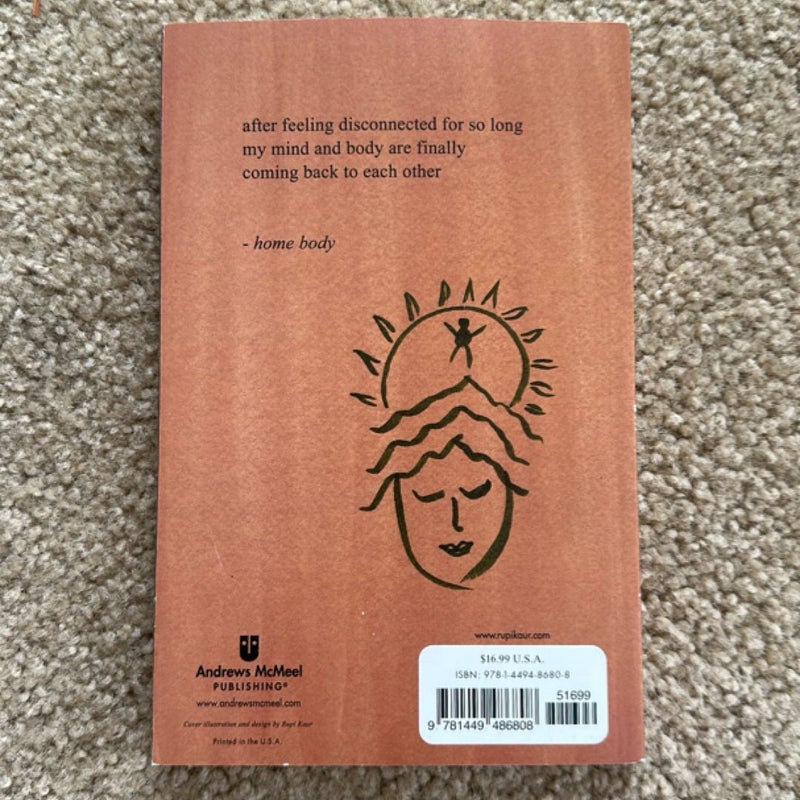 after feeling disconnected for so long
my mind and body are finally
coming back to each other
- home body
www.rupikaur.com
Andrews McMeel
PUBLISHING®
www.andrewsmcmeel.com
Cover illustration and design by Rupi Kaur
Printed in the U.S.A.
$16.99 U.S.A.
ISBN: 978-1-4494-8680-8
51699
9 781449 486808